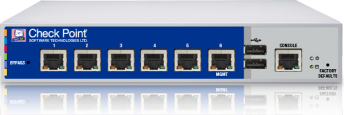 Check Point
SOFTWARE TECHNOLOGIES LTD.
1 2 3 4 5 6
CONSOLE
BYPASS
MGMT
FACTORY
DEFAULTS